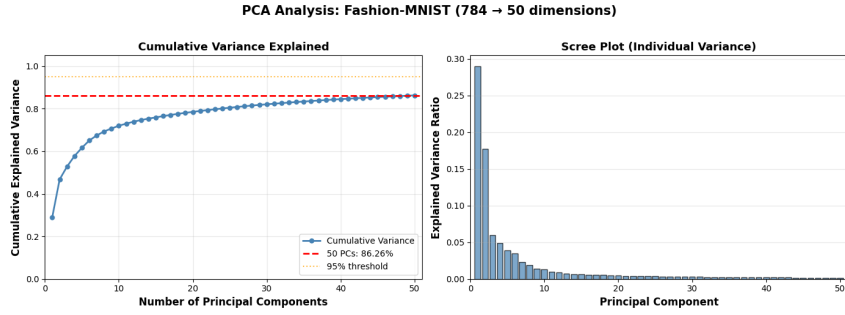 PCA Analysis: Fashion-MNIST (784 → 50 dimensions)
Cumulative Variance Explained
Cumulative Explained Variance
1.0
0.8
0.6
0.4
0.2
0.0
Cumulative Variance
50 PCs: 86.26%
95% threshold
0
10
20
30
40
50
Number of Principal Components
Scree Plot (Individual Variance)
Explained Variance Ratio
0.30
0.25
0.20
0.15
0.10
0.05
0.00
0
10
20
30
40
50
Principal Component